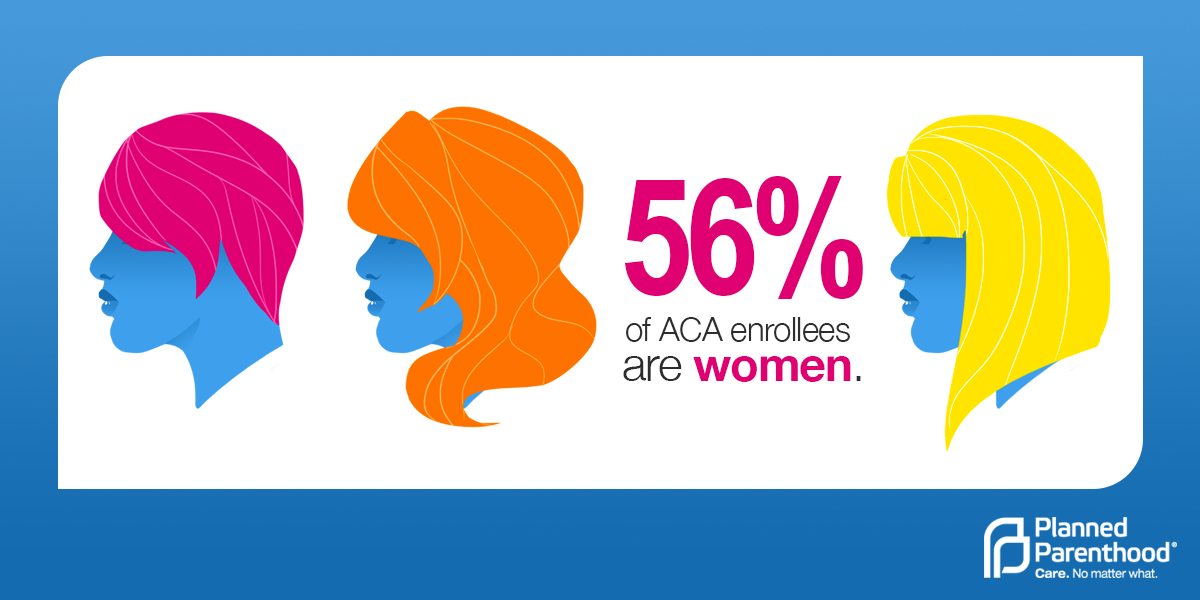 56%
of ACA enrollees
are women.
Planned
Parenthood®
Care. No matter what.